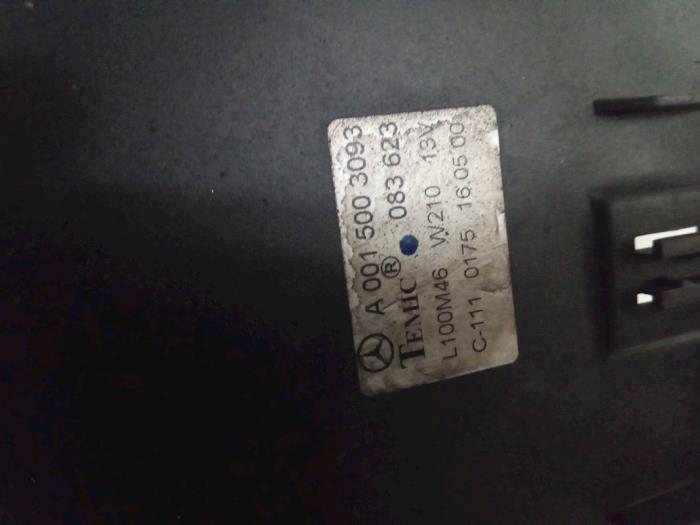 A 001 500 3093
TEMIC® 083 623
L100M46 W210 13V
C-111 0175 16.05.00